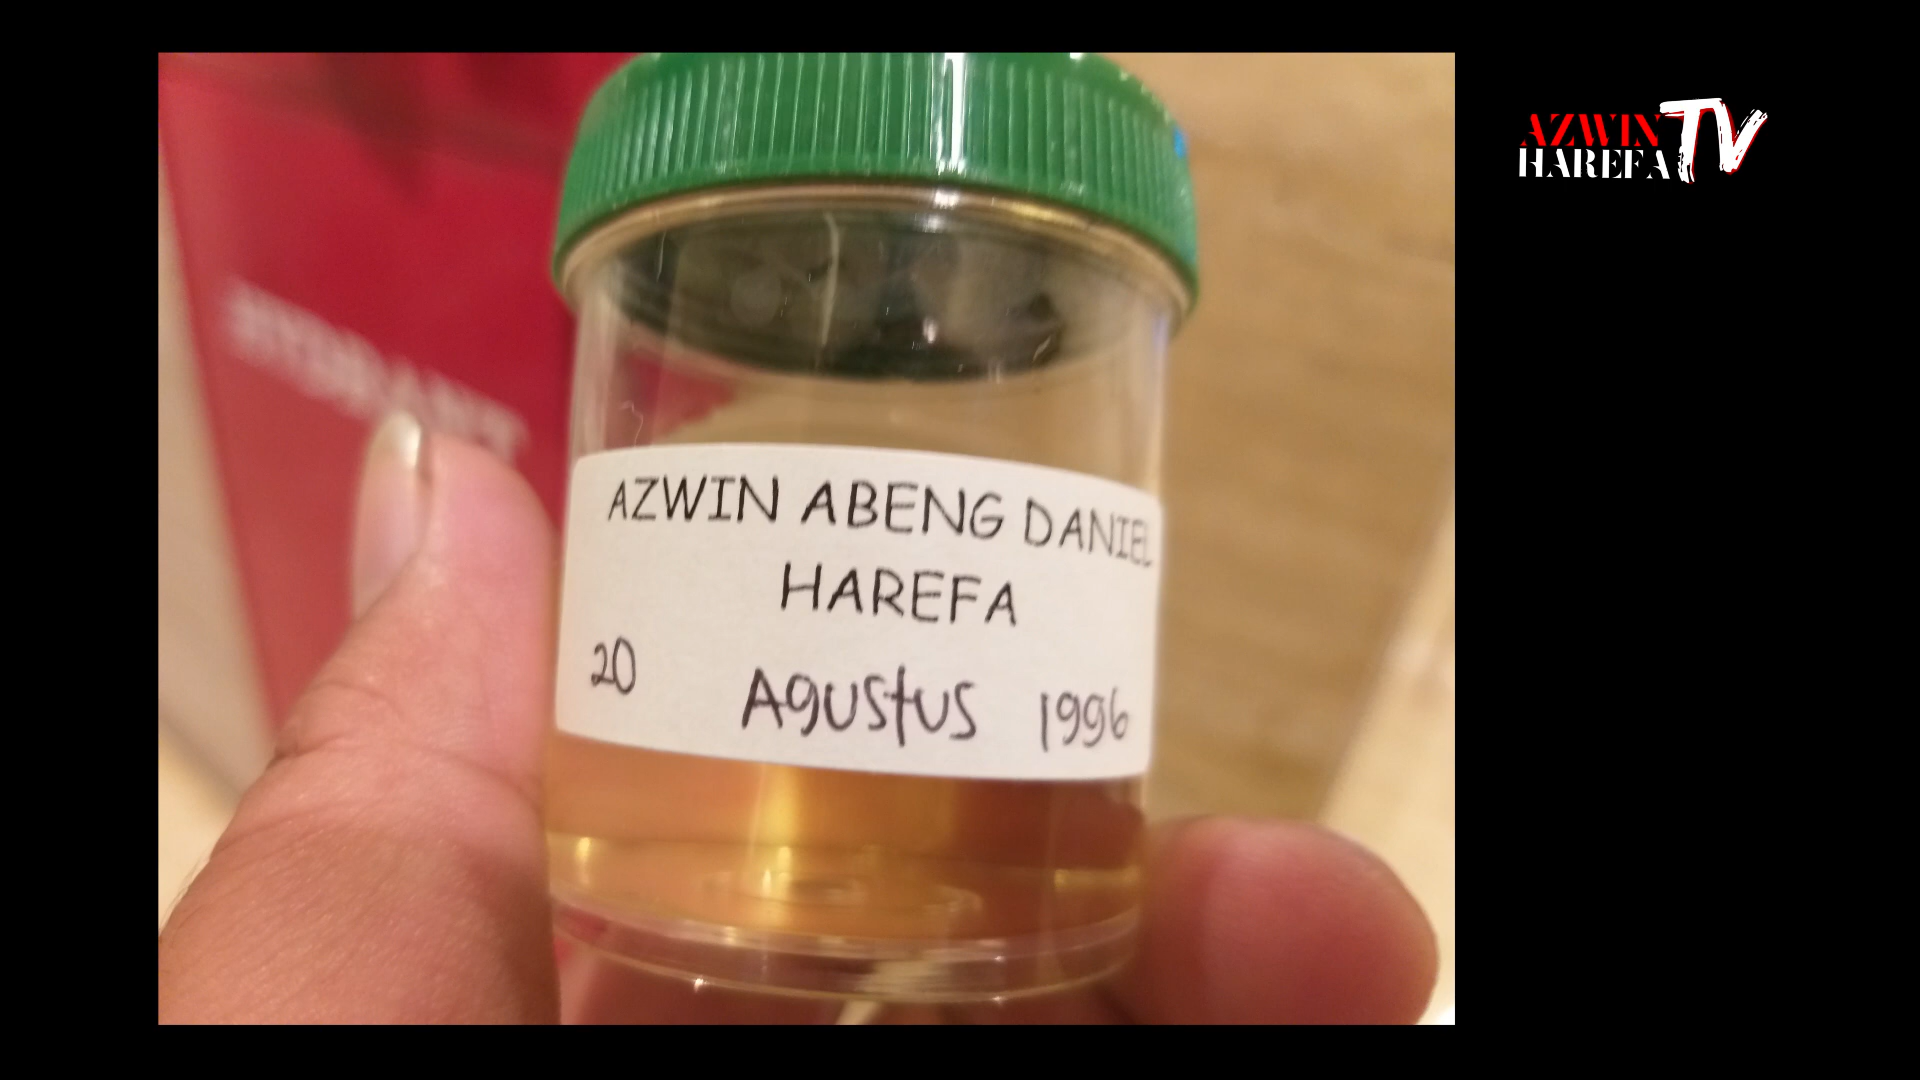 AZWIN ABENG DANIEL
HAREFA
20 Agustus 1996
AZWIN
HAREFA TV